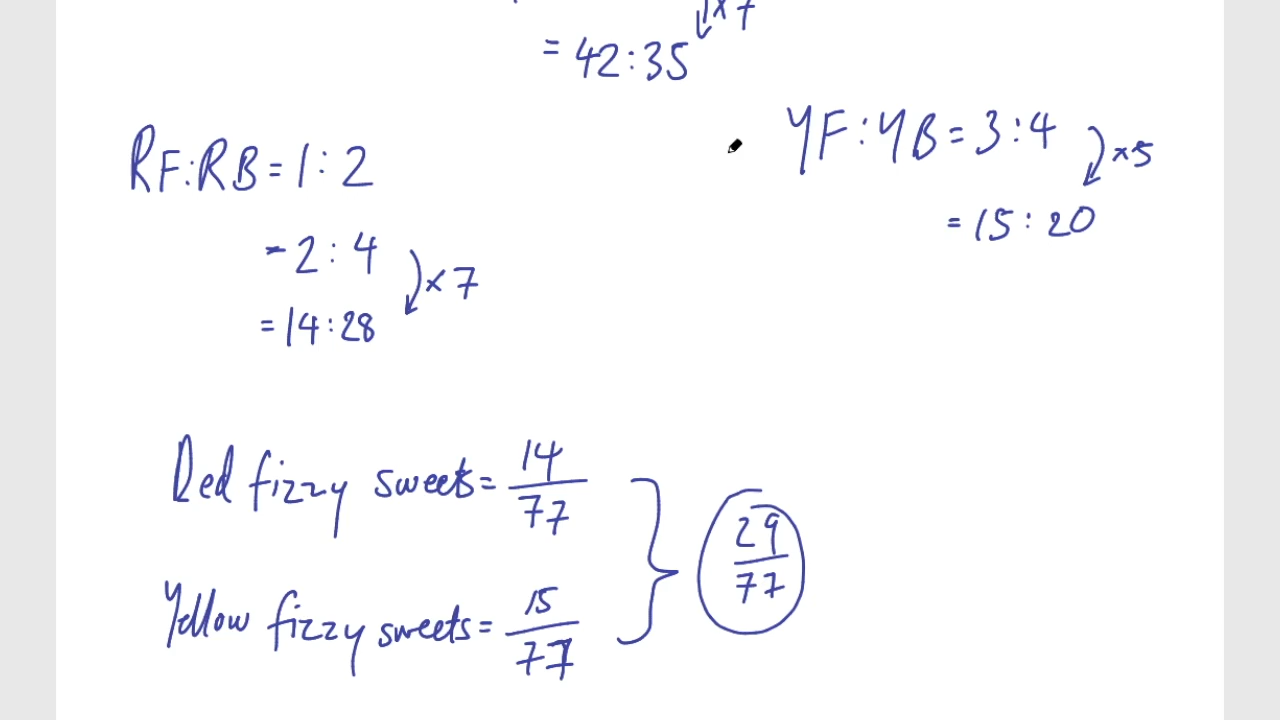 ×7
= 42:35
RF:RB = 1:2
- 2:4
×7
= 14:28
YF:YB = 3:4
×5
= 15:20
Red fizzy sweets = 14/77
Yellow fizzy sweets = 15/77
29/77